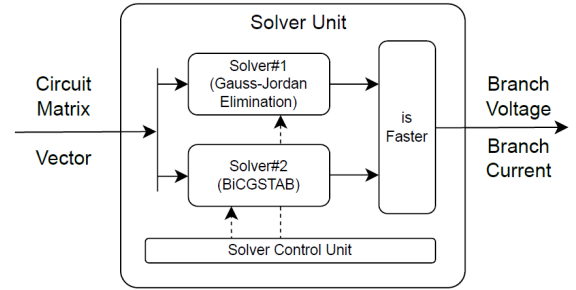 Solver Unit
Circuit
Matrix
Vector
Solver#1
(Gauss-Jordan
Elimination)
Solver#2
(BiCGSTAB)
is
Faster
Branch
Voltage
Branch
Current
Solver Control Unit